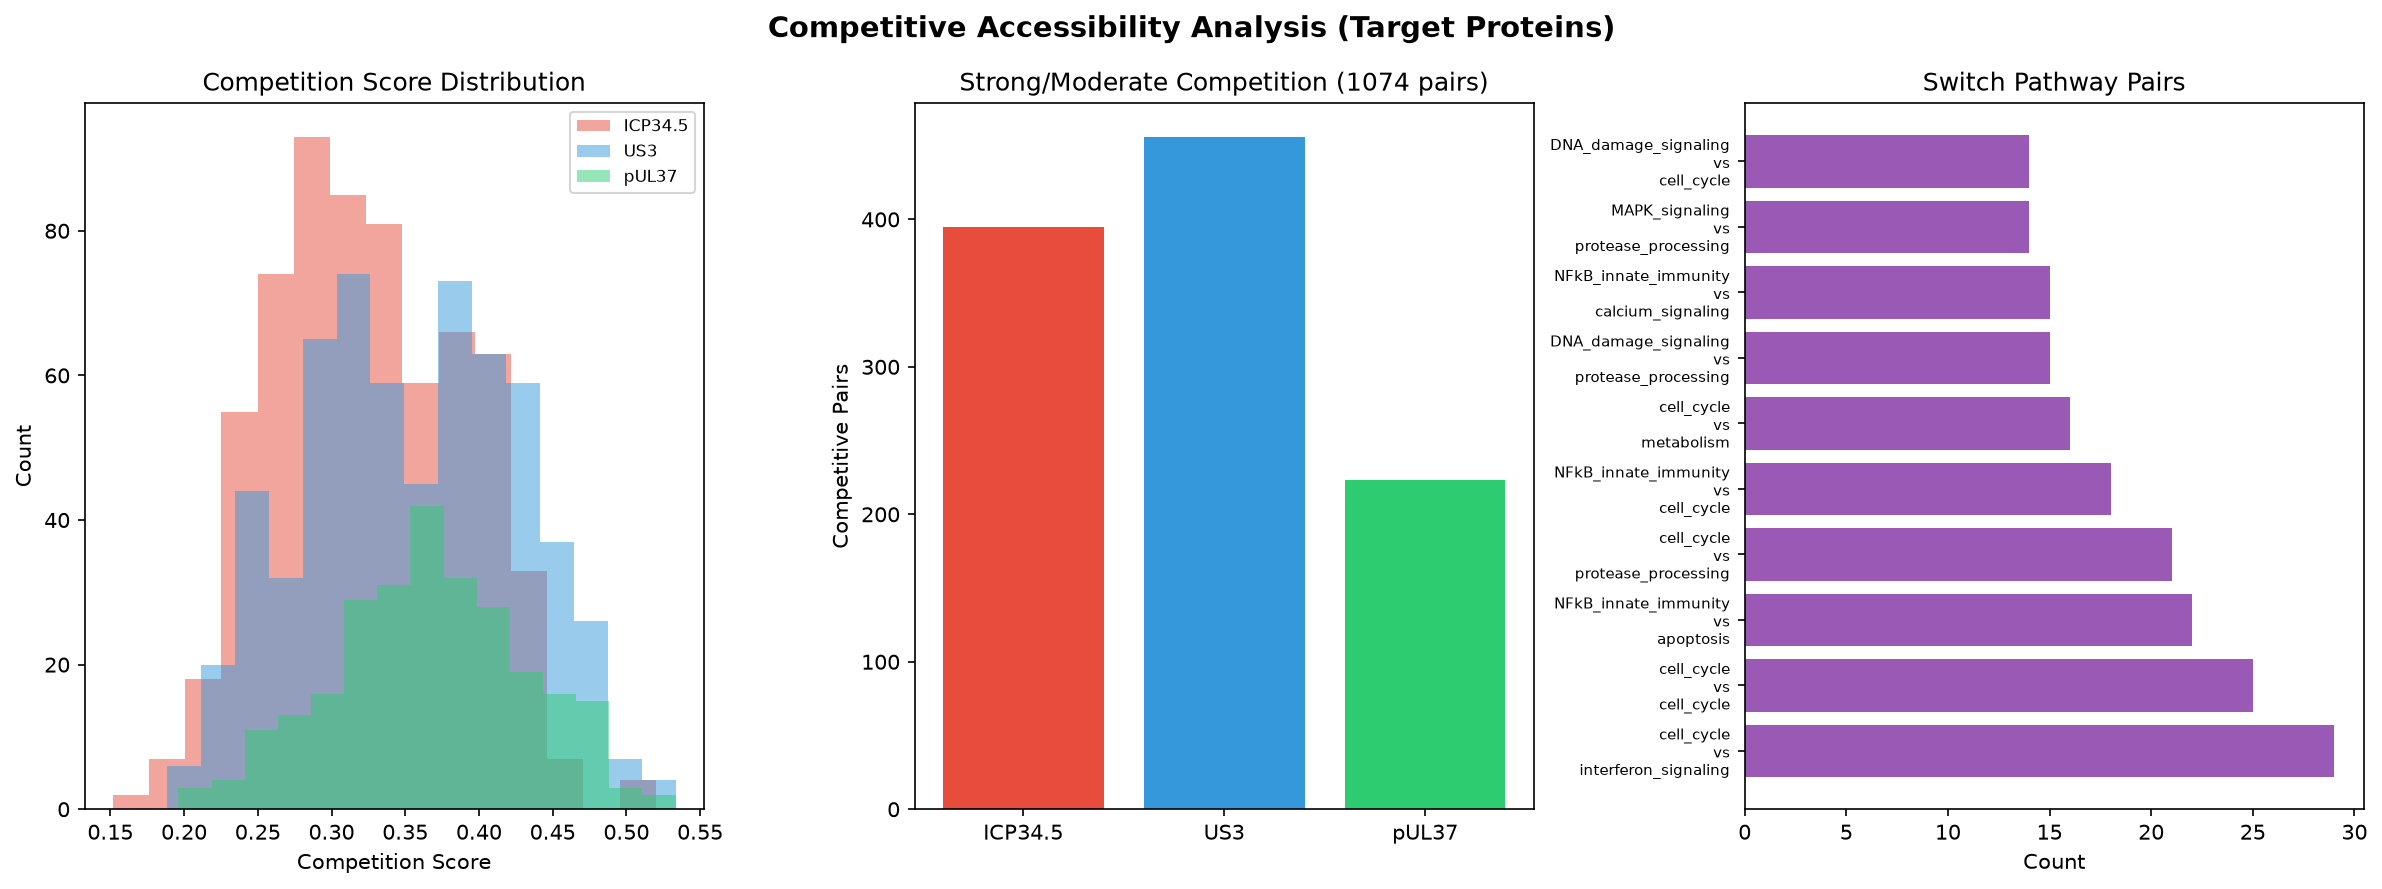 Competitive Accessibility Analysis (Target Proteins)
Competition Score Distribution
ICP34.5
US3
pUL37
Count
80
60
40
20
0
0.15 0.20 0.25 0.30 0.35 0.40 0.45 0.50 0.55
Competition Score
Strong/Moderate Competition (1074 pairs)
Competitive Pairs
400
300
200
100
0
ICP34.5 US3 pUL37
Switch Pathway Pairs
DNA_damage_signaling
vs
cell_cycle
MAPK_signaling
vs
protease_processing
NFkB_innate_immunity
vs
calcium_signaling
DNA_damage_signaling
vs
protease_processing
cell_cycle
vs
metabolism
NFkB_innate_immunity
vs
cell_cycle
cell_cycle
vs
protease_processing
NFkB_innate_immunity
vs
apoptosis
cell_cycle
vs
cell_cycle
cell_cycle
vs
interferon_signaling
0 5 10 15 20 25 30
Count